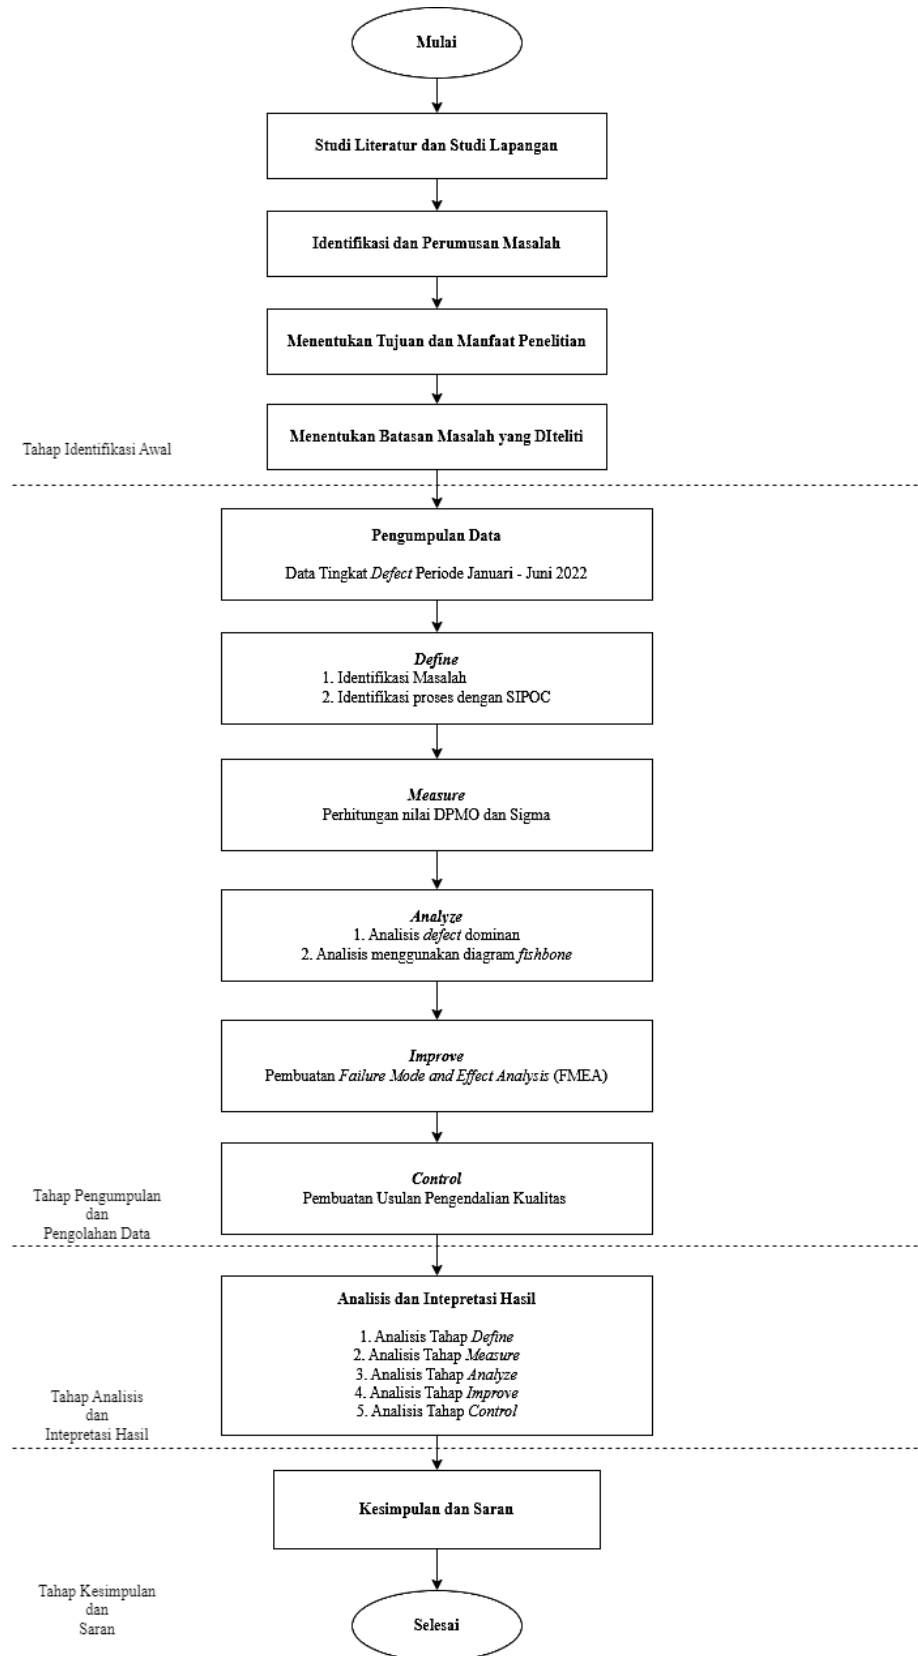 Mulai
Studi Literatur dan Studi Lapangan
Identifikasi dan Perumusan Masalah
Menentukan Tujuan dan Manfaat Penelitian
Menentukan Batasan Masalah yang DIteliti
Tahap Identifikasi Awal
Pengumpulan Data
Data Tingkat Defect Periode Januari - Juni 2022
Define
1. Identifikasi Masalah
2. Identifikasi proses dengan SIPOC
Measure
Perhitungan nilai DPMO dan Sigma
Analyze
1. Analisis defect dominan
2. Analisis menggunakan diagram fishbone
Improve
Pembuatan Failure Mode and Effect Analysis (FMEA)
Control
Pembuatan Usulan Pengendalian Kualitas
Tahap Pengumpulan
dan
Pengolahan Data
Analisis dan Intepretasi Hasil
1. Analisis Tahap Define
2. Analisis Tahap Measure
3. Analisis Tahap Analyze
4. Analisis Tahap Improve
5. Analisis Tahap Control
Tahap Analisis
dan
Intepretasi Hasil
Kesimpulan dan Saran
Tahap Kesimpulan
dan
Saran
Selesai